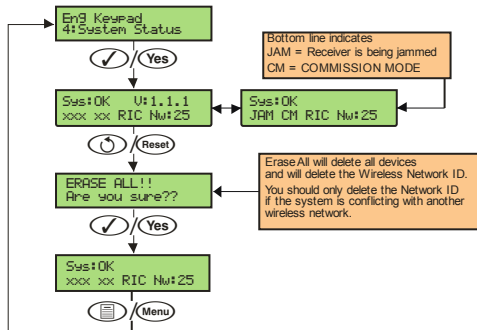 Eng Keypad
4:System Status
Bottom line indicates
JAM = Receiver is being jammed
CM = COMMISSION MODE
✓/Yes
Sys:OK V:1.1.1
xxx xx RIC Nw:25
Sys:OK
JAM CM RIC Nw:25
/Reset
ERASE ALL!!
Are you sure??
Erase All will delete all devices
and will delete the Wireless Network ID.
You should only delete the Network ID
if the system is conflicting with another
wireless network.
✓/Yes
Sys:OK
xxx xx RIC Nw:25
/Menu